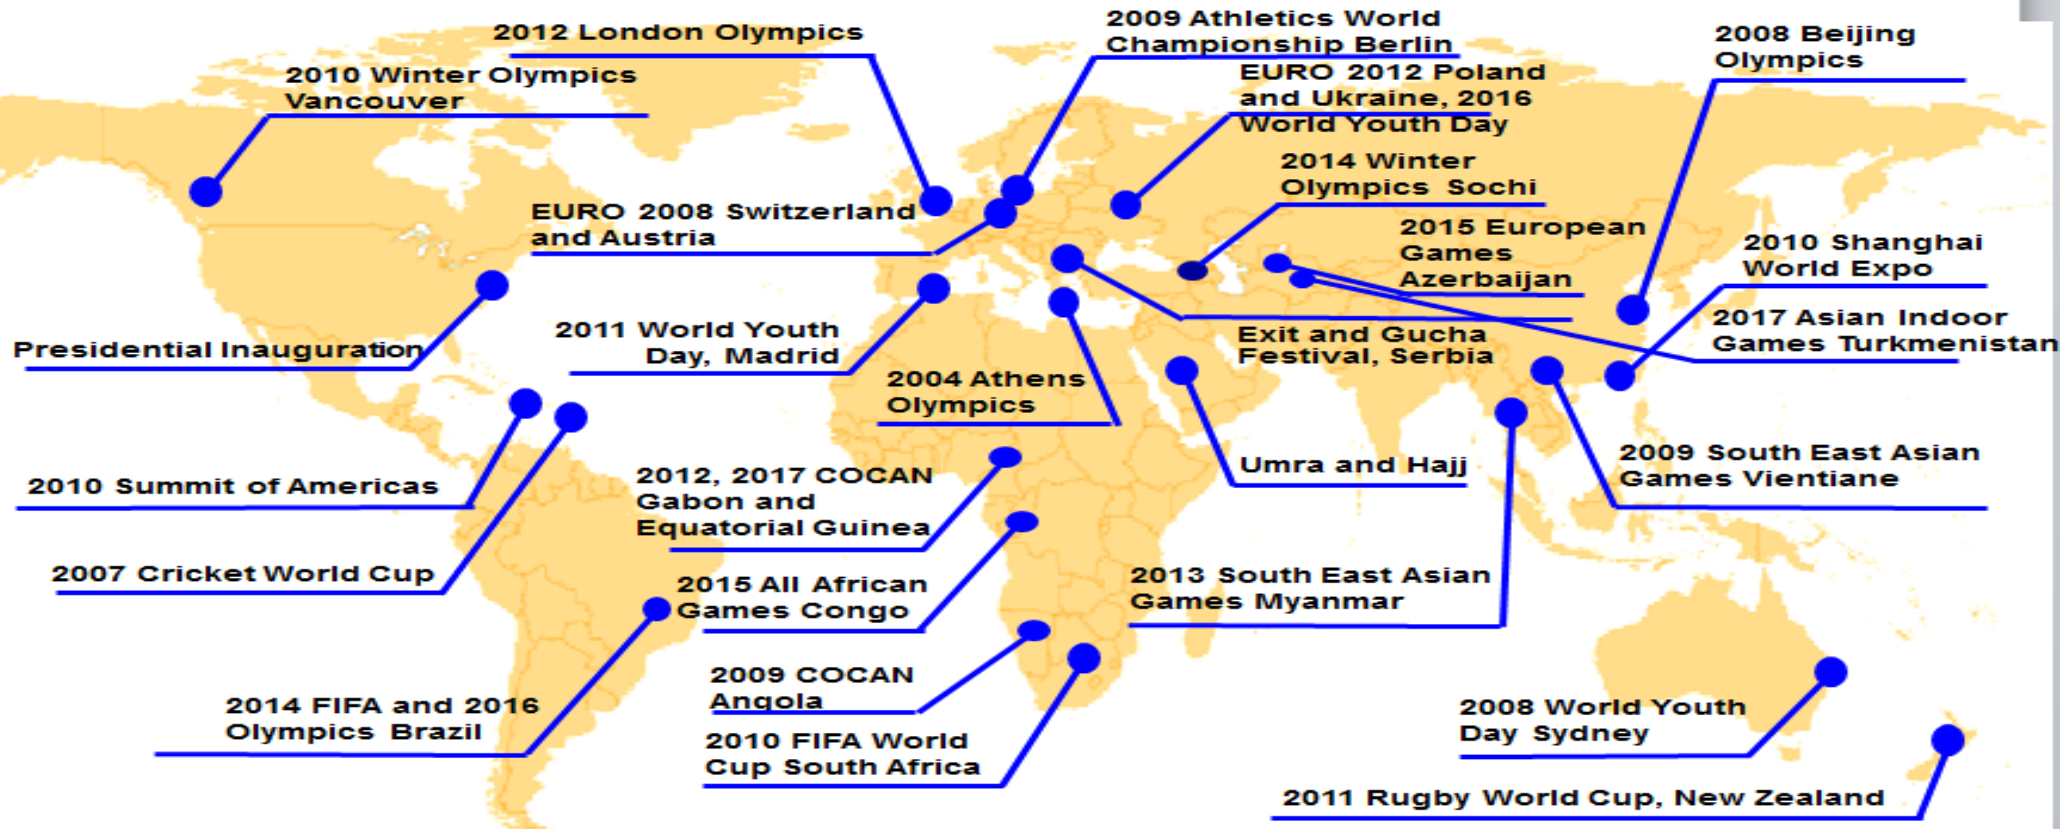 2012 London Olympics
2009 Athletics World
Championship Berlin
2008 Beijing
Olympics
2010 Winter Olympics
Vancouver
EURO 2012 Poland
and Ukraine, 2016
World Youth Day
2014 Winter
Olympics Sochi
EURO 2008 Switzerland
and Austria
2015 European
Games
Azerbaijan
2010 Shanghai
World Expo
Presidential Inauguration
2011 World Youth
Day, Madrid
Exit and Gucha
Festival, Serbia
2017 Asian Indoor
Games Turkmenistan
2004 Athens
Olympics
2010 Summit of Americas
2012, 2017 COCAN
Gabon and
Equatorial Guinea
Umra and Hajj
2009 South East Asian
Games Vientiane
2007 Cricket World Cup
2015 All African
Games Congo
2013 South East Asian
Games Myanmar
2014 FIFA and 2016
Olympics Brazil
2009 COCAN
Angola
2010 FIFA World
Cup South Africa
2008 World Youth
Day Sydney
2011 Rugby World Cup, New Zealand